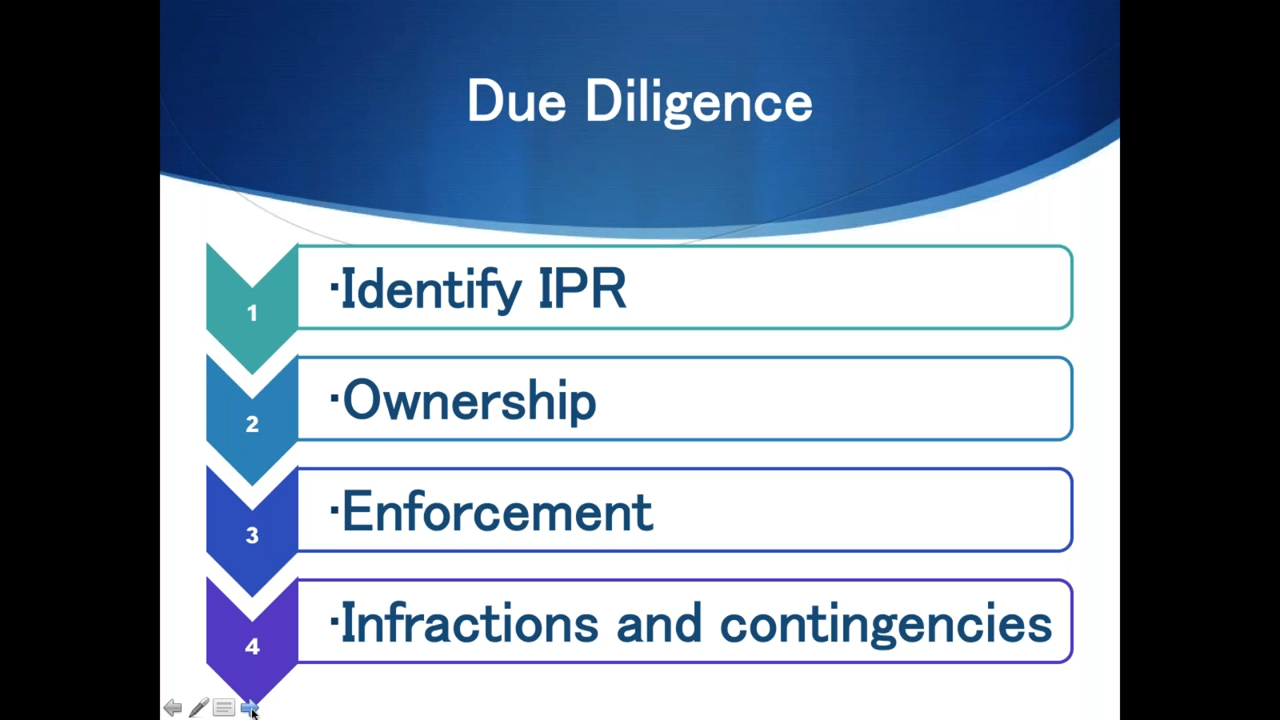 Due Diligence
1
·Identify IPR
2
·Ownership
3
·Enforcement
4
·Infractions and contingencies